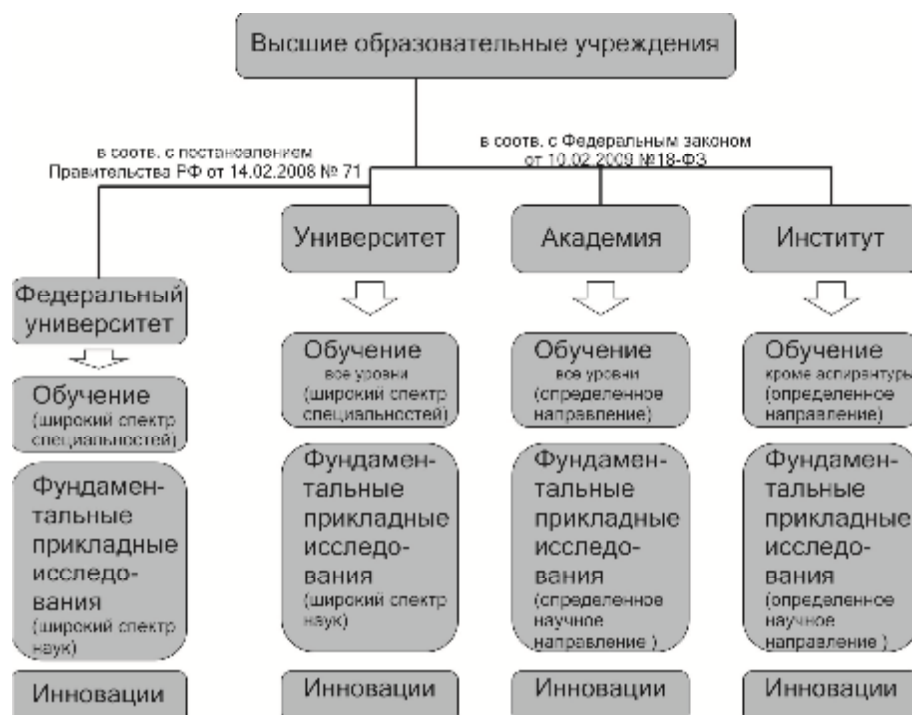 Высшие образовательные учреждения
в соотв. с постановлением
Правительства РФ от 14.02.2008 № 71
в соотв. с Федеральным законом
от 10.02.2009 №18-ФЗ
Федеральный
университет
Обучение
(широкий спектр
специальностей)
Фундамен-
тальные
прикладные
исследо-
вания
(широкий спектр
наук)
Инновации
Университет
Обучение
все уровни
(широкий спектр
специальностей)
Фундамен-
тальные
прикладные
исследо-
вания
(широкий спектр
наук)
Инновации
Академия
Обучение
все уровни
(определенное
направление)
Фундамен-
тальные
прикладные
исследо-
вания
(определенное
научное
направление )
Инновации
Институт
Обучение
кроме аспирантуры
(определенное
направление)
Фундамен-
тальные
прикладные
исследо-
вания
(определенное
научное
направление )
Инновации